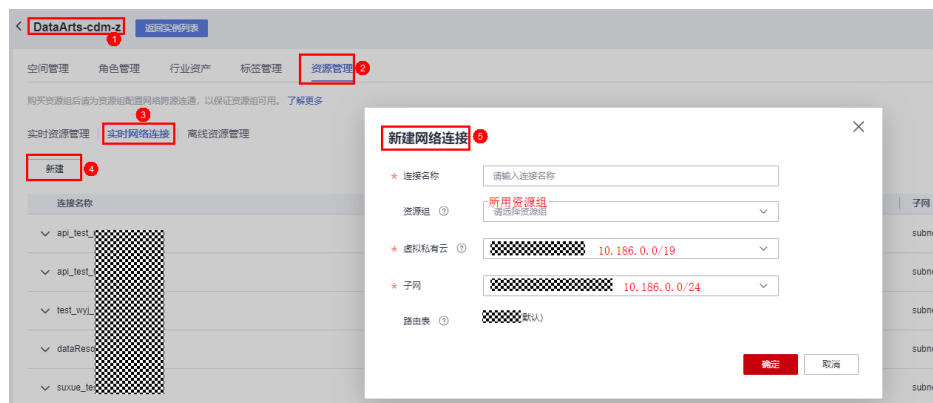 DataArts-cdm-z 返回实例列表
1
空间管理 角色管理 行业资产 标签管理 资源管理 2
购买资源组后请为资源组配置网络跨源连通，以保证资源组可用。 了解更多
3
实时资源管理 实时网络连接 离线资源管理
新建 4
连接名称
子网
api_test_
subne
api_test_
subne
test_wyj_
subne
dataReso
subne
suxue_te
subne
新建网络连接 5
* 连接名称 请输入连接名称
所用资源组
资源组 请选择资源组
* 虚拟私有云 10.186.0.0/19
* 子网 10.186.0.0/24
路由表 默认)
确定 取消